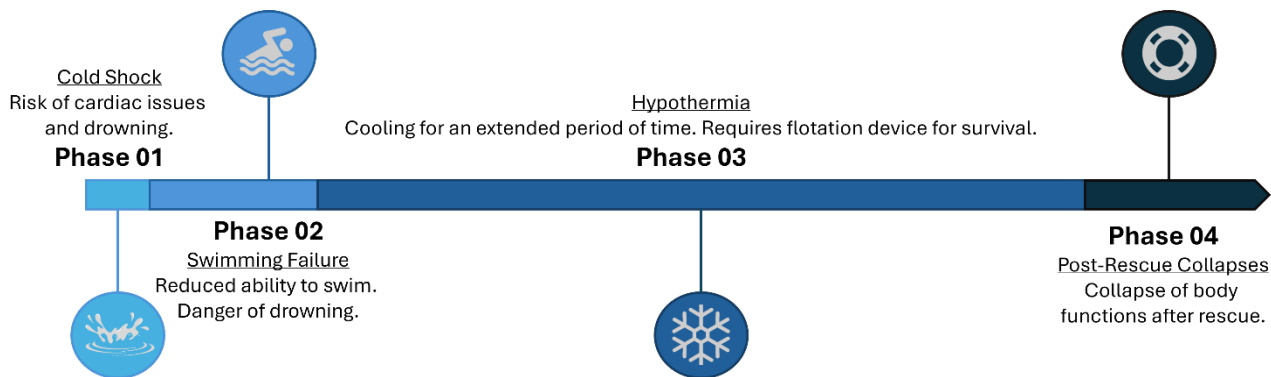 Cold Shock
Risk of cardiac issues
and drowning.
Phase 01
Phase 02
Swimming Failure
Reduced ability to swim.
Danger of drowning.
Hypothermia
Cooling for an extended period of time. Requires flotation device for survival.
Phase 03
Phase 04
Post-Rescue Collapses
Collapse of body
functions after rescue.